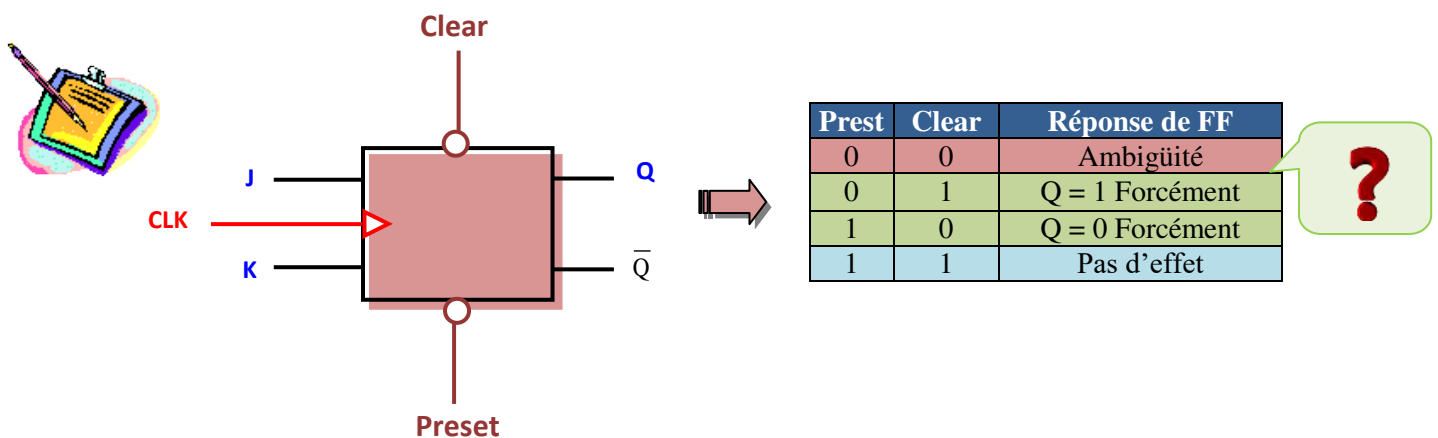 Clear
J
Q
CLK
K
Q̅
Preset
Prest Clear Réponse de FF
0 0 Ambigüité
0 1 Q = 1 Forcément
1 0 Q = 0 Forcément
1 1 Pas d’effet
?